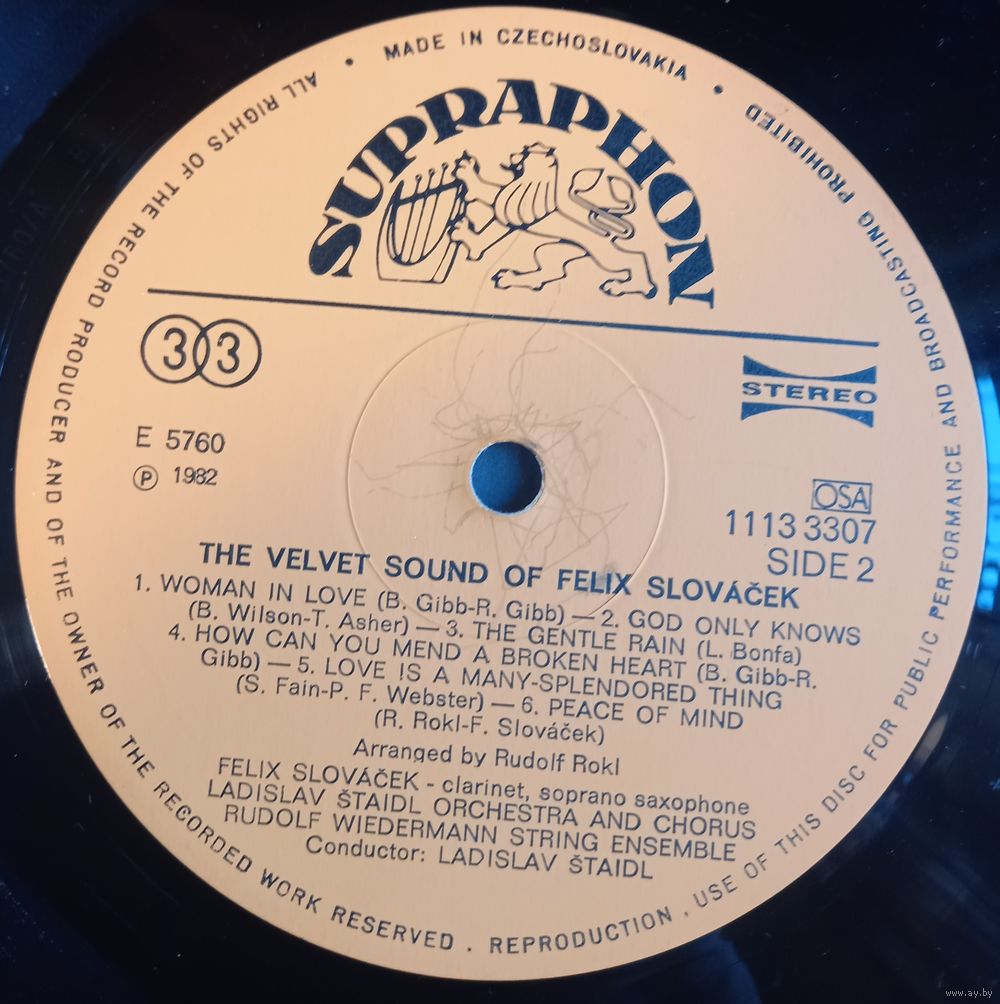 ALL RIGHTS OF THE RECORD PRODUCER AND OF THE OWNER OF THE RECORDED WORK RESERVED . REPRODUCTION , USE OF THIS DISC FOR PUBLIC PERFORMANCE AND BROADCASTING PROHIBITED • MADE IN CZECHOSLOVAKIA •
SUPRAPHON
33
STEREO
E 5760
Ⓟ 1982
OSA
1113 3307
SIDE 2
THE VELVET SOUND OF FELIX SLOVÁČEK
1. WOMAN IN LOVE (B. Gibb-R. Gibb) — 2. GOD ONLY KNOWS
(B. Wilson-T. Asher) — 3. THE GENTLE RAIN (L. Bonfa)
4. HOW CAN YOU MEND A BROKEN HEART (B. Gibb-R.
Gibb) — 5. LOVE IS A MANY-SPLENDORED THING
(S. Fain-P. F. Webster) — 6. PEACE OF MIND
(R. Rokl-F. Slováček)
Arranged by Rudolf Rokl
FELIX SLOVÁČEK - clarinet, soprano saxophone
LADISLAV ŠTAIDL ORCHESTRA AND CHORUS
RUDOLF WIEDERMANN STRING ENSEMBLE
Conductor: LADISLAV ŠTAIDL
www.ay.by